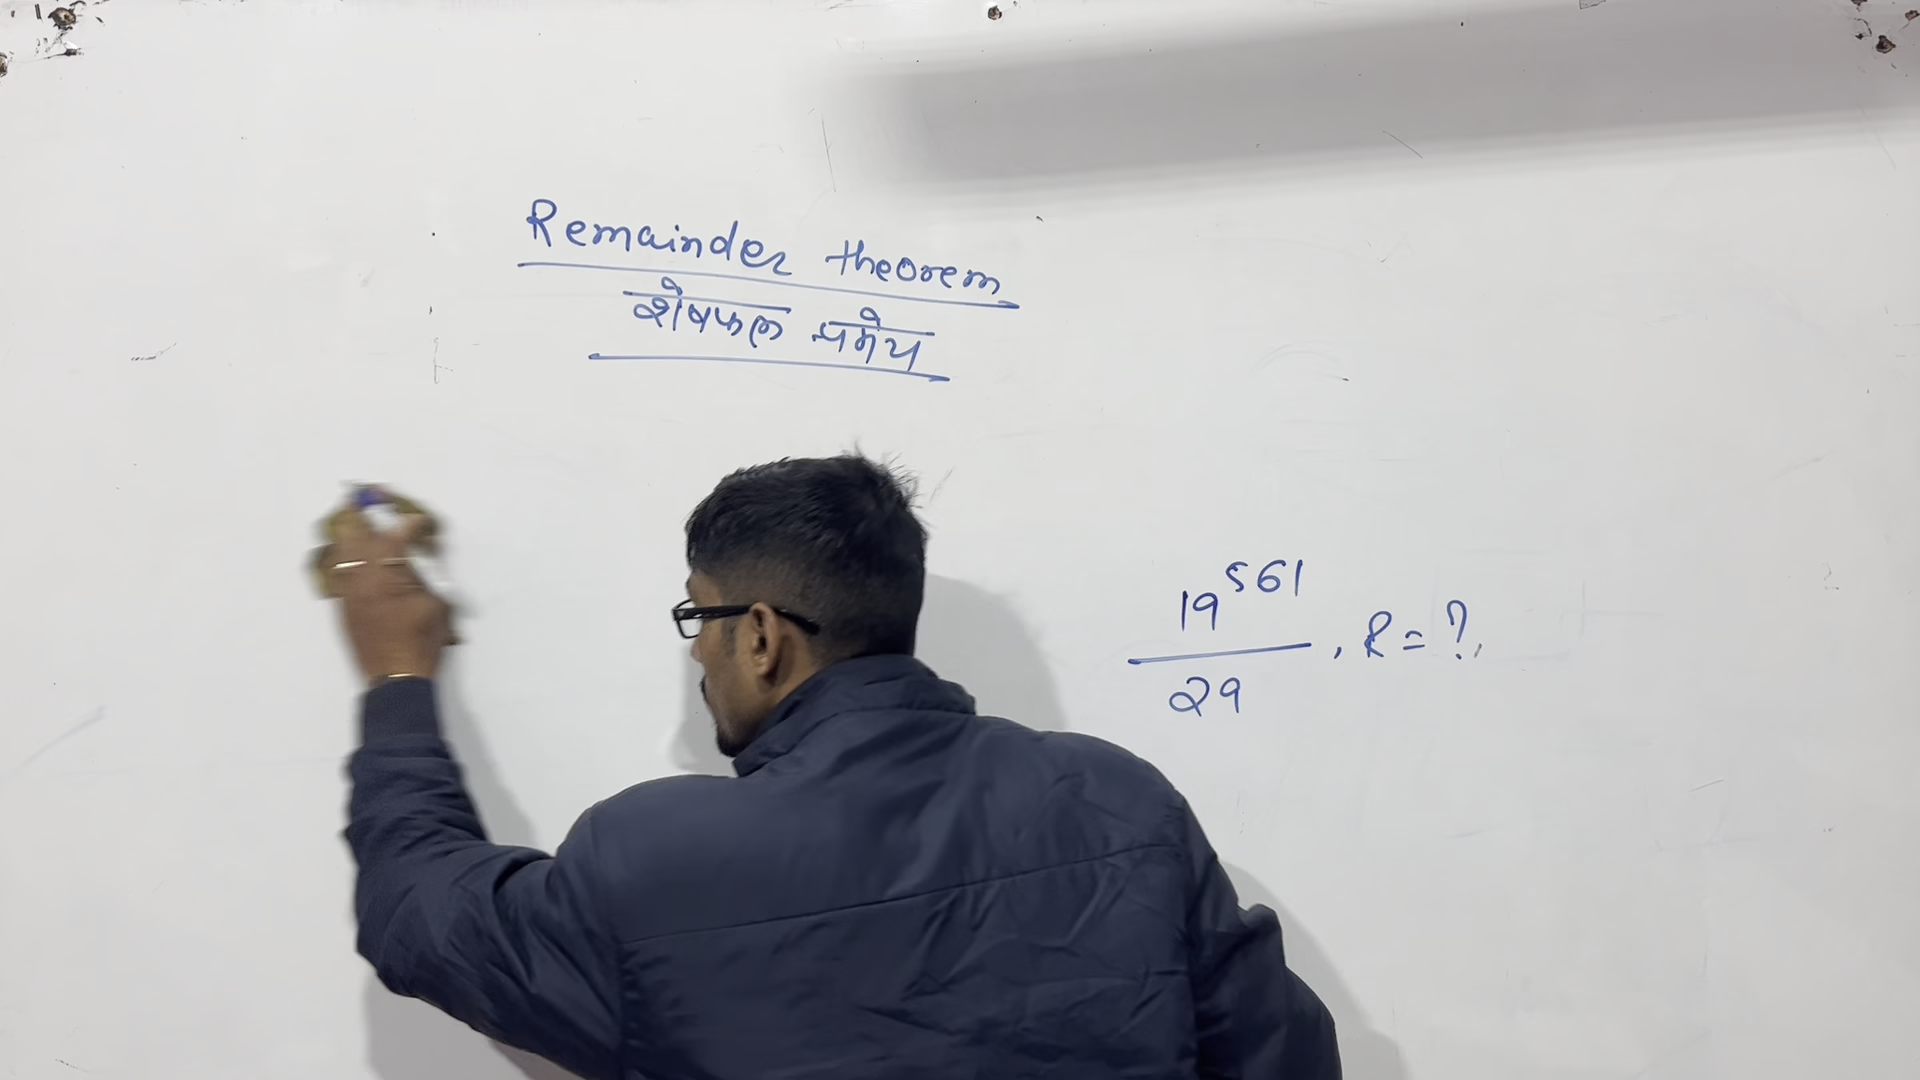 Remainder theorem
शेषफल प्रमेय
19^561
29
, R = ?